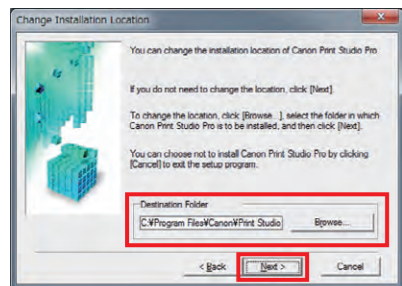 Change Installation Location
You can change the installation location of Canon Print Studio Pro
If you do not need to change the location, click [Next].
To change the location, click [Browse...], select the folder in which
Canon Print Studio Pro is to be installed, and then click [Next].
You can choose not to install Canon Print Studio Pro by clicking
[Cancel] to exit the setup program.
Destination Folder
C:¥Program Files¥Canon¥Print Studio
Browse...
< Back
Next >
Cancel